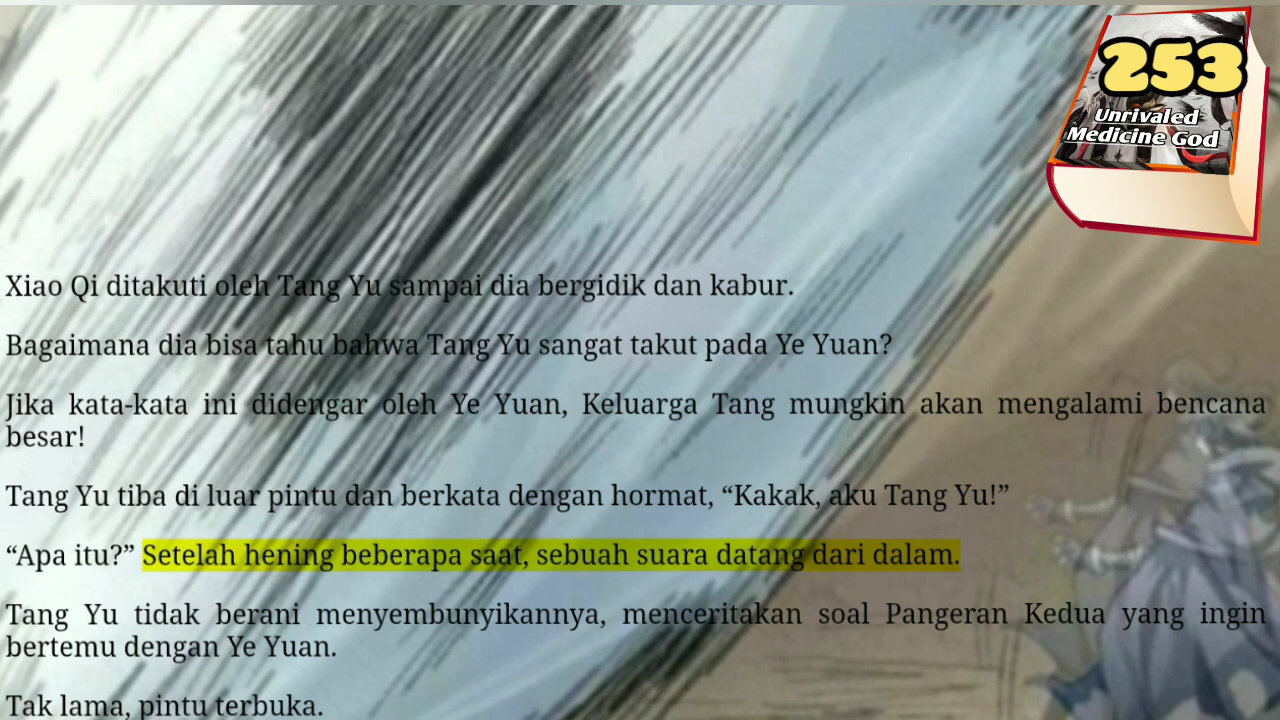 253
Unrivaled
Medicine God
Xiao Qi ditakuti oleh Tang Yu sampai dia bergidik dan kabur.
Bagaimana dia bisa tahu bahwa Tang Yu sangat takut pada Ye Yuan?
Jika kata-kata ini didengar oleh Ye Yuan, Keluarga Tang mungkin akan mengalami bencana
besar!
Tang Yu tiba di luar pintu dan berkata dengan hormat, “Kakak, aku Tang Yu!”
“Apa itu?” Setelah hening beberapa saat, sebuah suara datang dari dalam.
Tang Yu tidak berani menyembunyikannya, menceritakan soal Pangeran Kedua yang ingin
bertemu dengan Ye Yuan.
Tak lama, pintu terbuka.